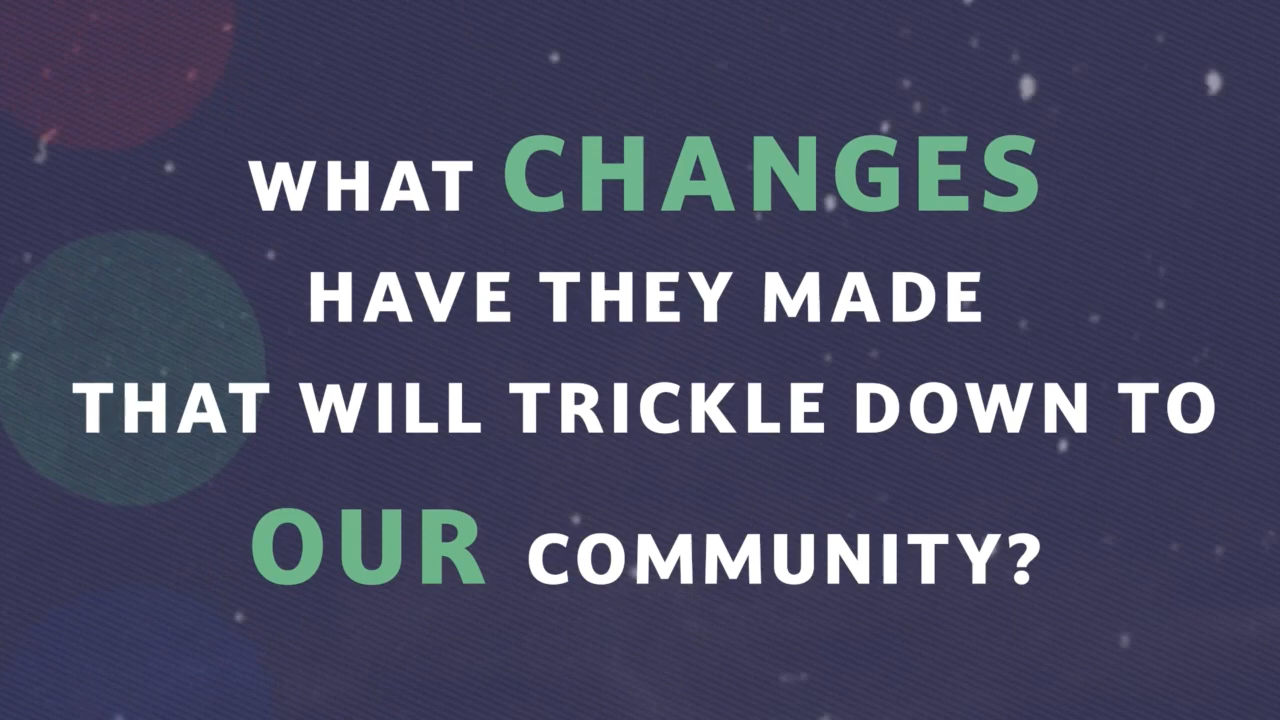 WHAT CHANGES
HAVE THEY MADE
THAT WILL TRICKLE DOWN TO
OUR COMMUNITY?